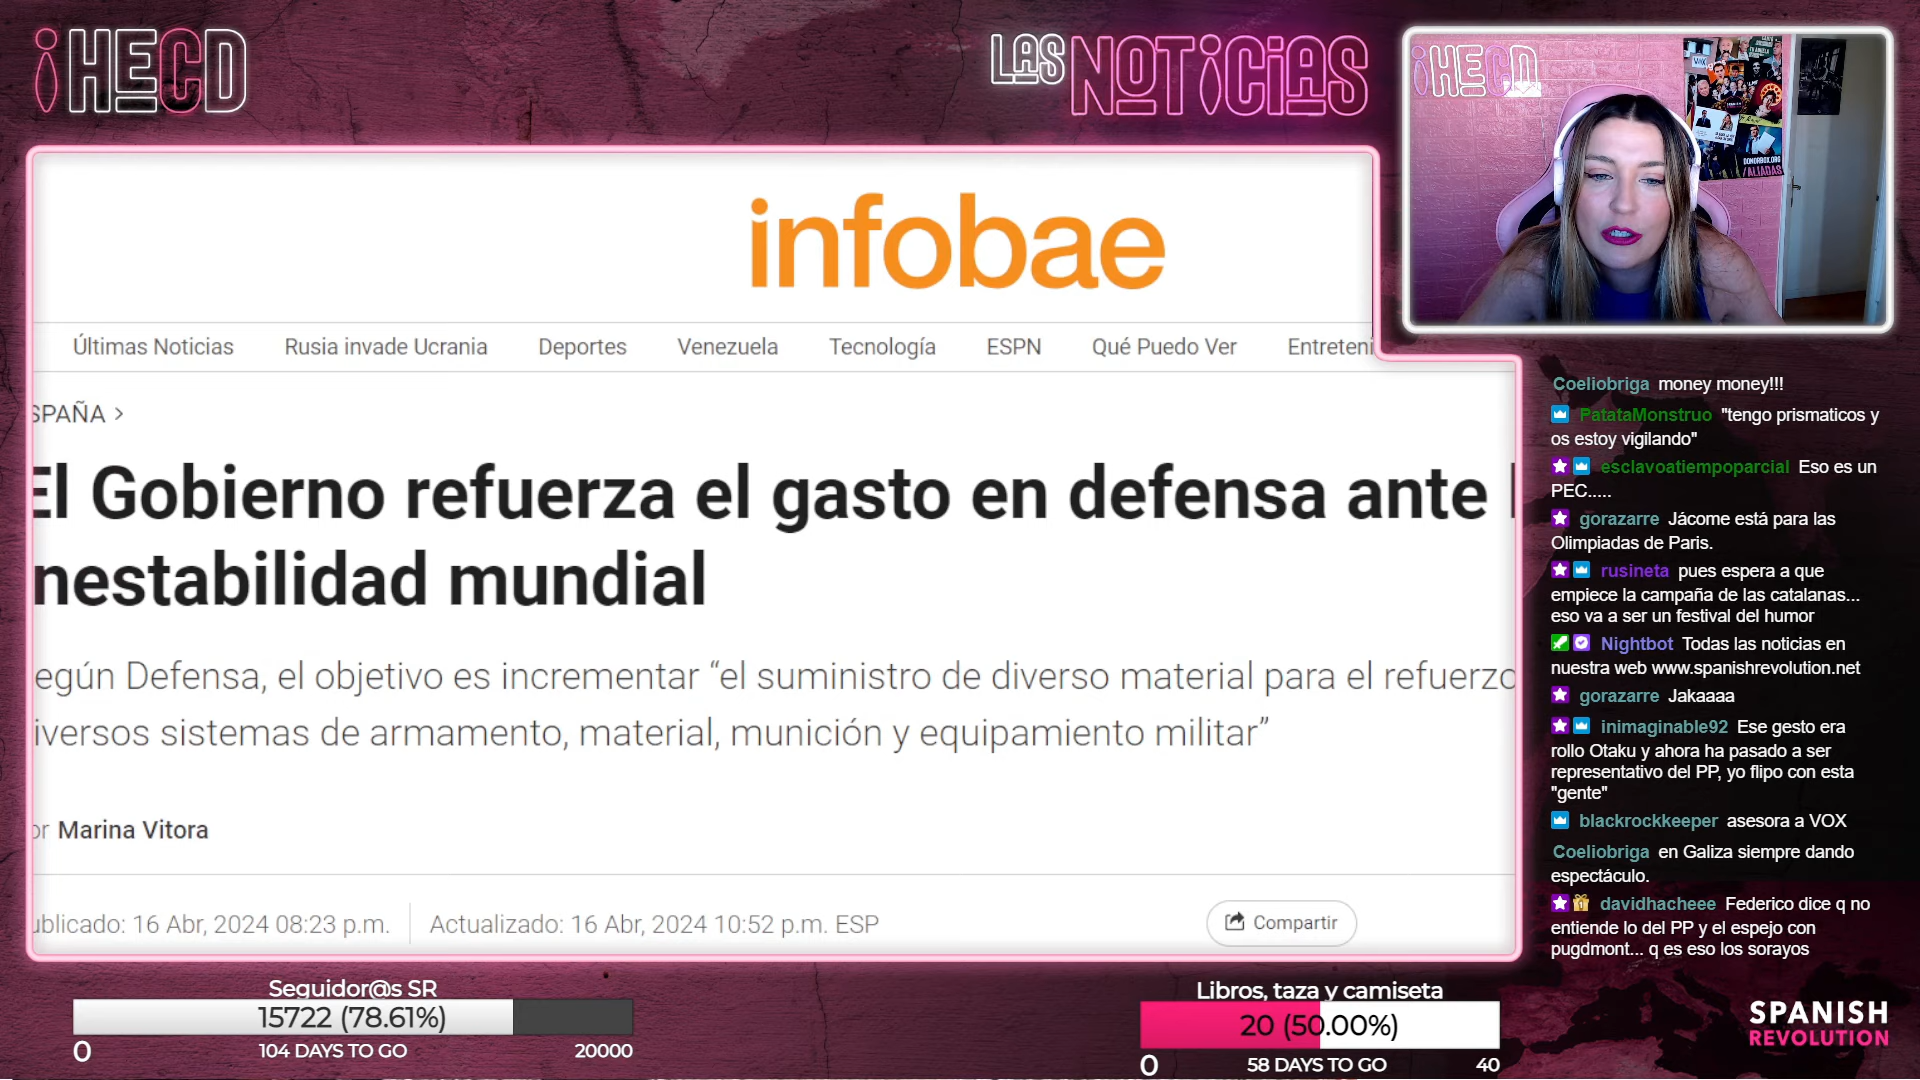 ¡HECD
LAS NOTICIAS
¡HECD
DONORBOX.ORG
/ALIADAS
infobae
Últimas Noticias Rusia invade Ucrania Deportes Venezuela Tecnología ESPN Qué Puedo Ver Entreteni
SPAÑA >
El Gobierno refuerza el gasto en defensa ante
nestabilidad mundial
egún Defensa, el objetivo es incrementar “el suministro de diverso material para el refuerzo
iversos sistemas de armamento, material, munición y equipamiento militar”
or Marina Vitora
ublicado: 16 Abr, 2024 08:23 p.m. Actualizado: 16 Abr, 2024 10:52 p.m. ESP
Compartir
Coeliobriga money money!!!
PatataMonstruo "tengo prismaticos y
os estoy vigilando"
esclavoatiempoparcial Eso es un
PEC.....
gorazarre Jácome está para las
Olimpiadas de Paris.
rusineta pues espera a que
empiece la campaña de las catalanas...
eso va a ser un festival del humor
Nightbot Todas las noticias en
nuestra web www.spanishrevolution.net
gorazarre Jakaaaa
inimaginable92 Ese gesto era
rollo Otaku y ahora ha pasado a ser
representativo del PP, yo flipo con esta
"gente"
blackrockkeeper asesora a VOX
Coeliobriga en Galiza siempre dando
espectáculo.
davidhacheee Federico dice q no
entiende lo del PP y el espejo con
pugdmont... q es eso los sorayos
Seguidor@s SR
15722 (78.61%)
0 104 DAYS TO GO 20000
Libros, taza y camiseta
20 (50.00%)
0 58 DAYS TO GO 40
SPANISH
REVOLUTION